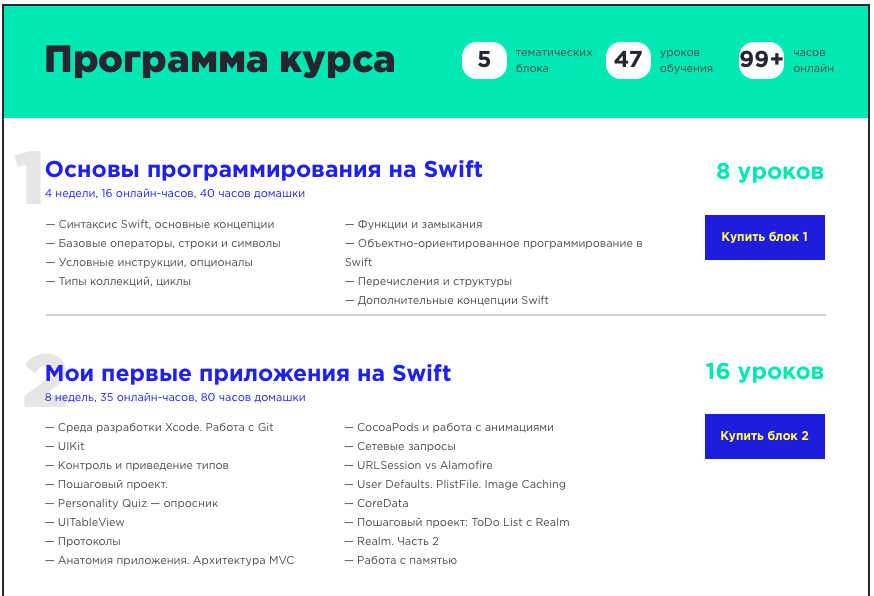 Программа курса
5 тематических
блока
47 уроков
обучения
99+ часов
онлайн
1
Основы программирования на Swift
8 уроков
4 недели, 16 онлайн-часов, 40 часов домашки
— Синтаксис Swift, основные концепции
— Базовые операторы, строки и символы
— Условные инструкции, опционалы
— Типы коллекций, циклы
— Функции и замыкания
— Объектно-ориентированное программирование в
Swift
— Перечисления и структуры
— Дополнительные концепции Swift
Купить блок 1
2
Мои первые приложения на Swift
16 уроков
8 недель, 35 онлайн-часов, 80 часов домашки
— Среда разработки Xcode. Работа с Git
— UIKit
— Контроль и приведение типов
— Пошаговый проект.
— Personality Quiz — опросник
— UITableView
— Протоколы
— Анатомия приложения. Архитектура MVC
— CocoaPods и работа с анимациями
— Сетевые запросы
— URLSession vs Alamofire
— User Defaults. PlistFile. Image Caching
— CoreData
— Пошаговый проект: ToDo List с Realm
— Realm. Часть 2
— Работа с памятью
Купить блок 2